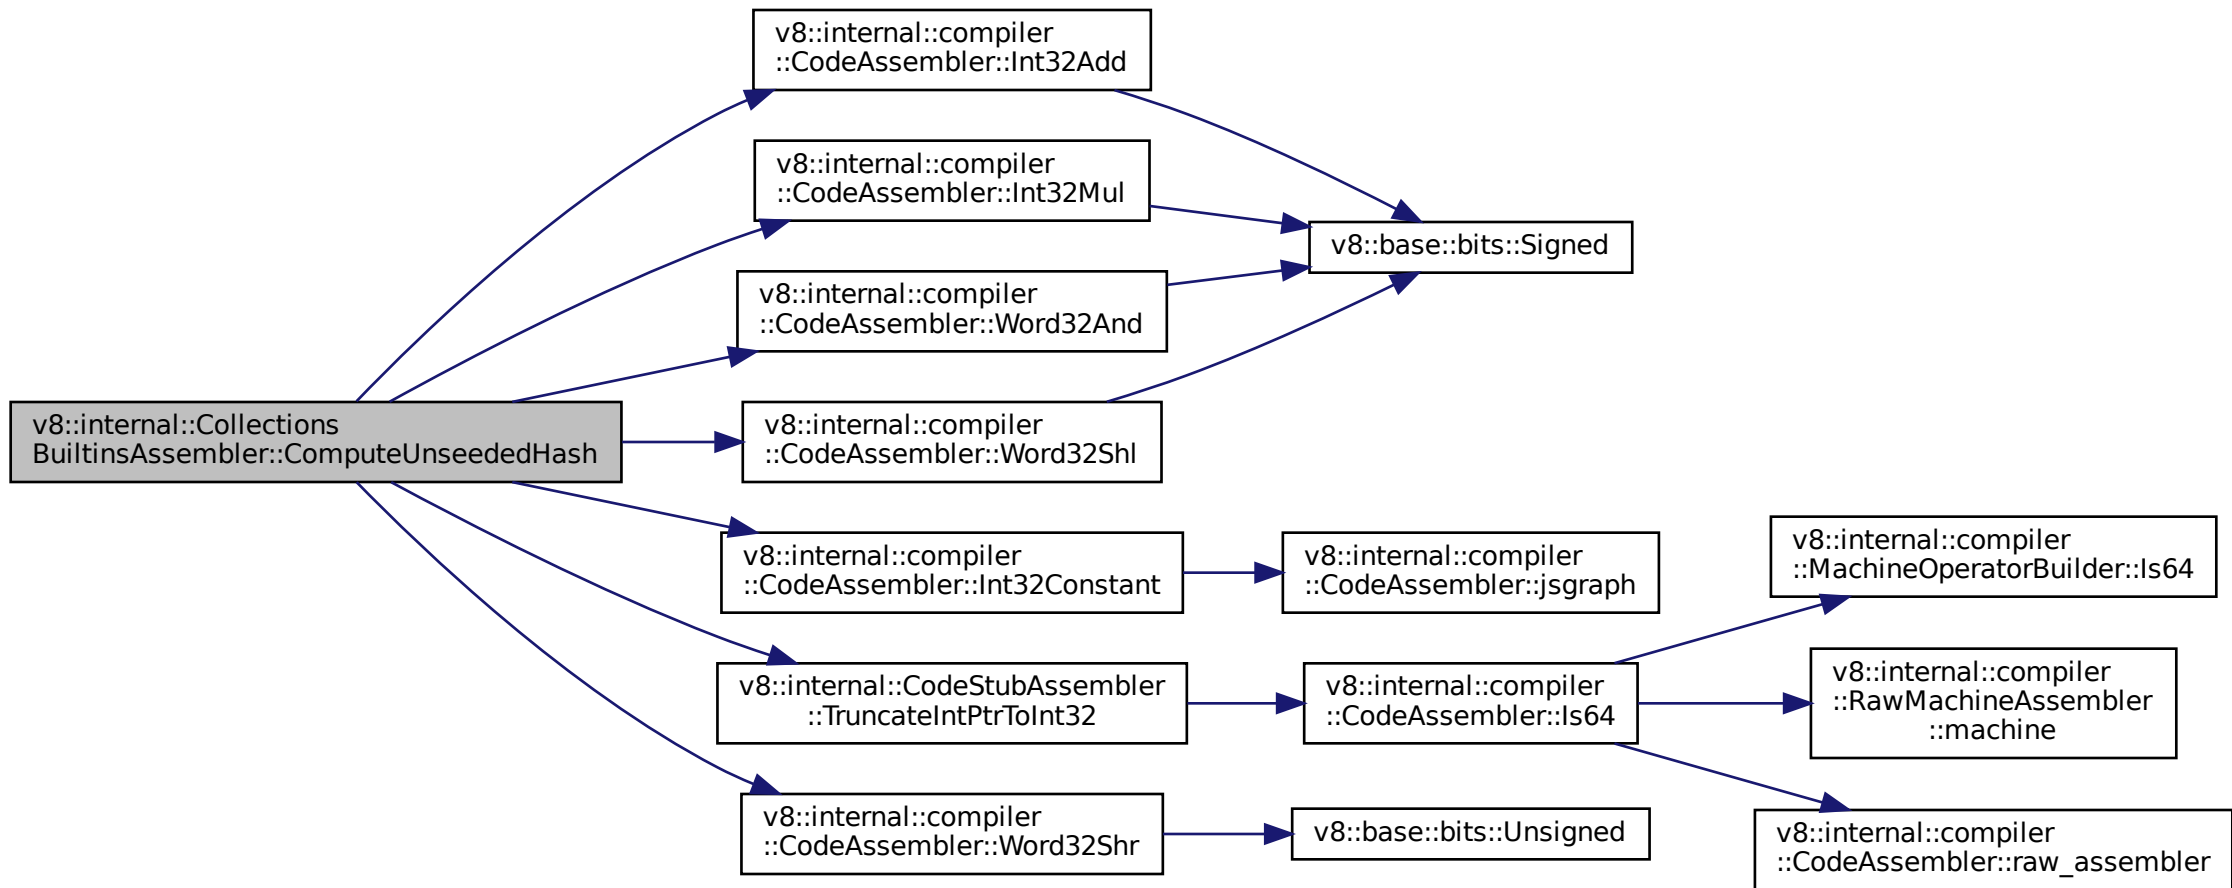 v8::internal::compiler
::CodeAssembler::Int32Add
v8::internal::compiler
::CodeAssembler::Int32Mul
v8::base::bits::Signed
v8::internal::compiler
::CodeAssembler::Word32And
v8::internal::Collections
BuiltinsAssembler::ComputeUnseededHash
v8::internal::compiler
::CodeAssembler::Word32Shl
v8::internal::compiler
::CodeAssembler::Int32Constant
v8::internal::compiler
::CodeAssembler::jsgraph
v8::internal::compiler
::MachineOperatorBuilder::Is64
v8::internal::CodeStubAssembler
::TruncateIntPtrToInt32
v8::internal::compiler
::CodeAssembler::Is64
v8::internal::compiler
::RawMachineAssembler
::machine
v8::internal::compiler
::CodeAssembler::Word32Shr
v8::base::bits::Unsigned
v8::internal::compiler
::CodeAssembler::raw_assembler